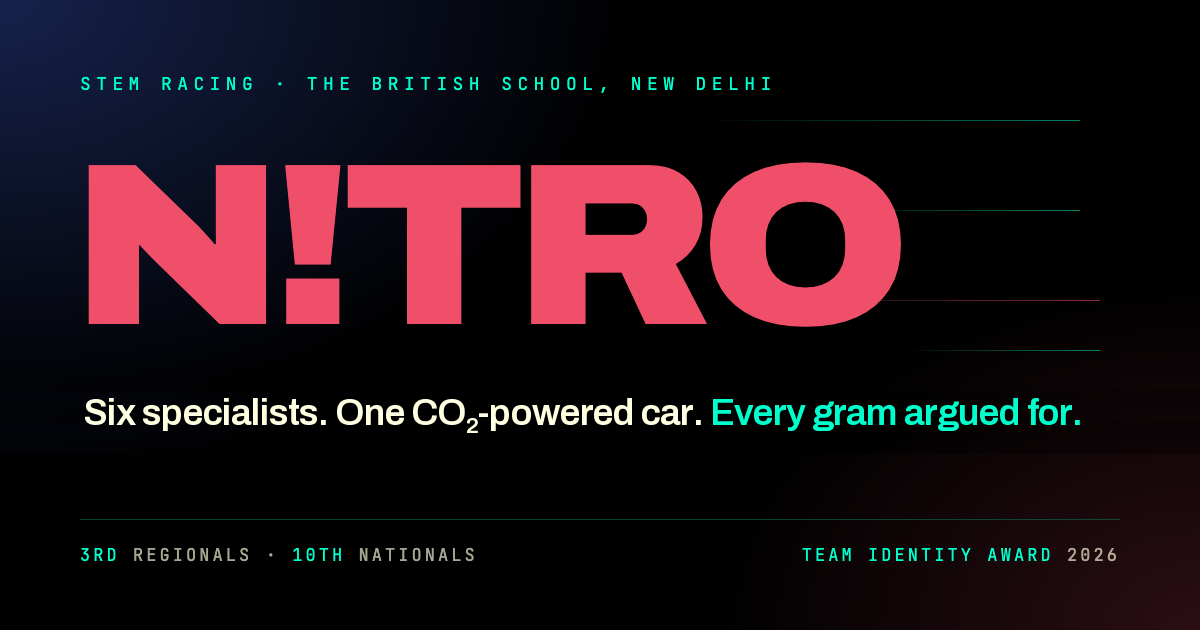 STEM RACING · THE BRITISH SCHOOL, NEW DELHI
N!TRO
Six specialists. One CO₂-powered car. Every gram argued for.
3RD REGIONALS · 10TH NATIONALS
TEAM IDENTITY AWARD 2026